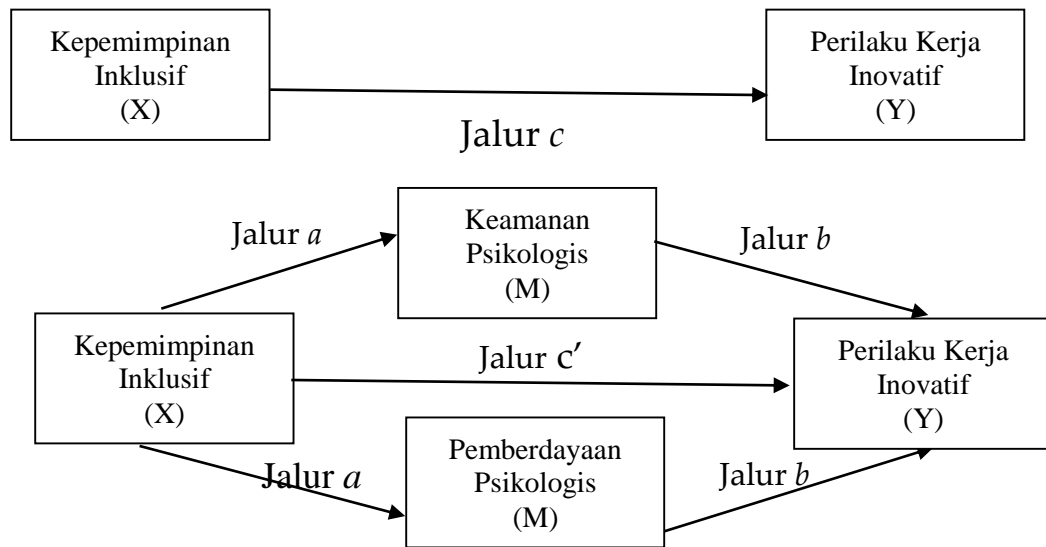 Kepemimpinan
Inklusif
(X)
Perilaku Kerja
Inovatif
(Y)
Jalur c
Keamanan
Psikologis
(M)
Jalur a
Jalur b
Kepemimpinan
Inklusif
(X)
Jalur c′
Perilaku Kerja
Inovatif
(Y)
Pemberdayaan
Psikologis
(M)
Jalur a
Jalur b